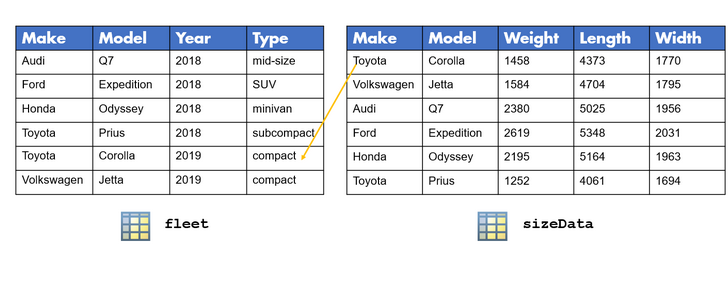 Make Model Year Type
Audi Q7 2018 mid-size
Ford Expedition 2018 SUV
Honda Odyssey 2018 minivan
Toyota Prius 2018 subcompact
Toyota Corolla 2019 compact
Volkswagen Jetta 2019 compact
fleet
Make Model Weight Length Width
Toyota Corolla 1458 4373 1770
Volkswagen Jetta 1584 4704 1795
Audi Q7 2380 5025 1956
Ford Expedition 2619 5348 2031
Honda Odyssey 2195 5164 1963
Toyota Prius 1252 4061 1694
sizeData